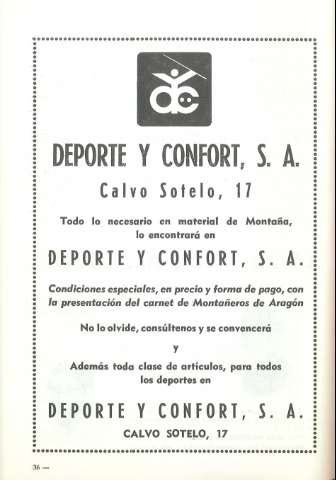 DEPORTE Y CONFORT, S. A.
Calvo Sotelo, 17
Todo lo necesario en material de Montaña,
lo encontrará en
DEPORTE Y CONFORT, S. A.
Condiciones especiales, en precio y forma de pago, con
la presentación del carnet de Montañeros de Aragón
No lo olvide, consúltenos y se convencerá
y
Además toda clase de artículos, para todos
los deportes en
DEPORTE Y CONFORT, S. A.
CALVO SOTELO, 17
36 —